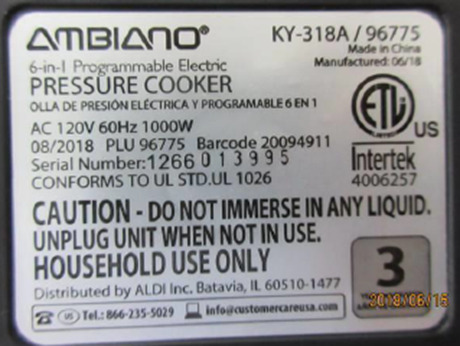 AMBIANO®
KY-318A / 96775
Made in China
Manufactured: 06/18
6-in-1 Programmable Electric
PRESSURE COOKER
OLLA DE PRESIÓN ELÉCTRICA Y PROGRAMABLE 6 EN 1
AC 120V 60Hz 1000W
08/2018 PLU 96775 Barcode 20094911
Serial Number: 1266013995
CONFORMS TO UL STD.UL 1026
ETL
US
Intertek
4006257
CAUTION - DO NOT IMMERSE IN ANY LIQUID.
UNPLUG UNIT WHEN NOT IN USE.
HOUSEHOLD USE ONLY
Distributed by ALDI Inc. Batavia, IL 60510-1477
US Tel.: 866-235-5029 info@customercareusa.com
3
2018/06/15